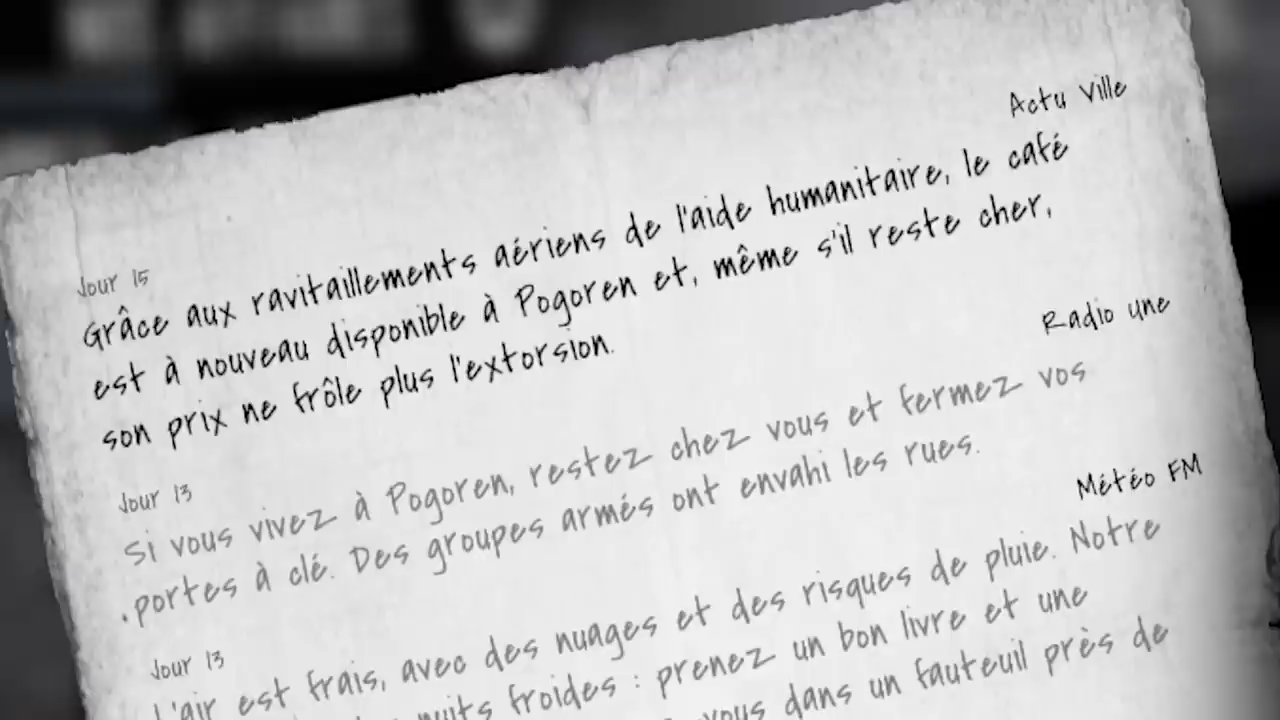 Actu Ville
Jour 15
Grâce aux ravitaillements aériens de l'aide humanitaire, le café
est à nouveau disponible à Pogoren et, même s'il reste cher,
son prix ne frôle plus l'extorsion.
Radio Une
Jour 13
Si vous vivez à Pogoren, restez chez vous et fermez vos
portes à clé. Des groupes armés ont envahi les rues.
Météo FM
Jour 13
L'air est frais, avec des nuages et des risques de pluie. Notre
nuits froides : prenez un bon livre et une
vous dans un fauteuil près de